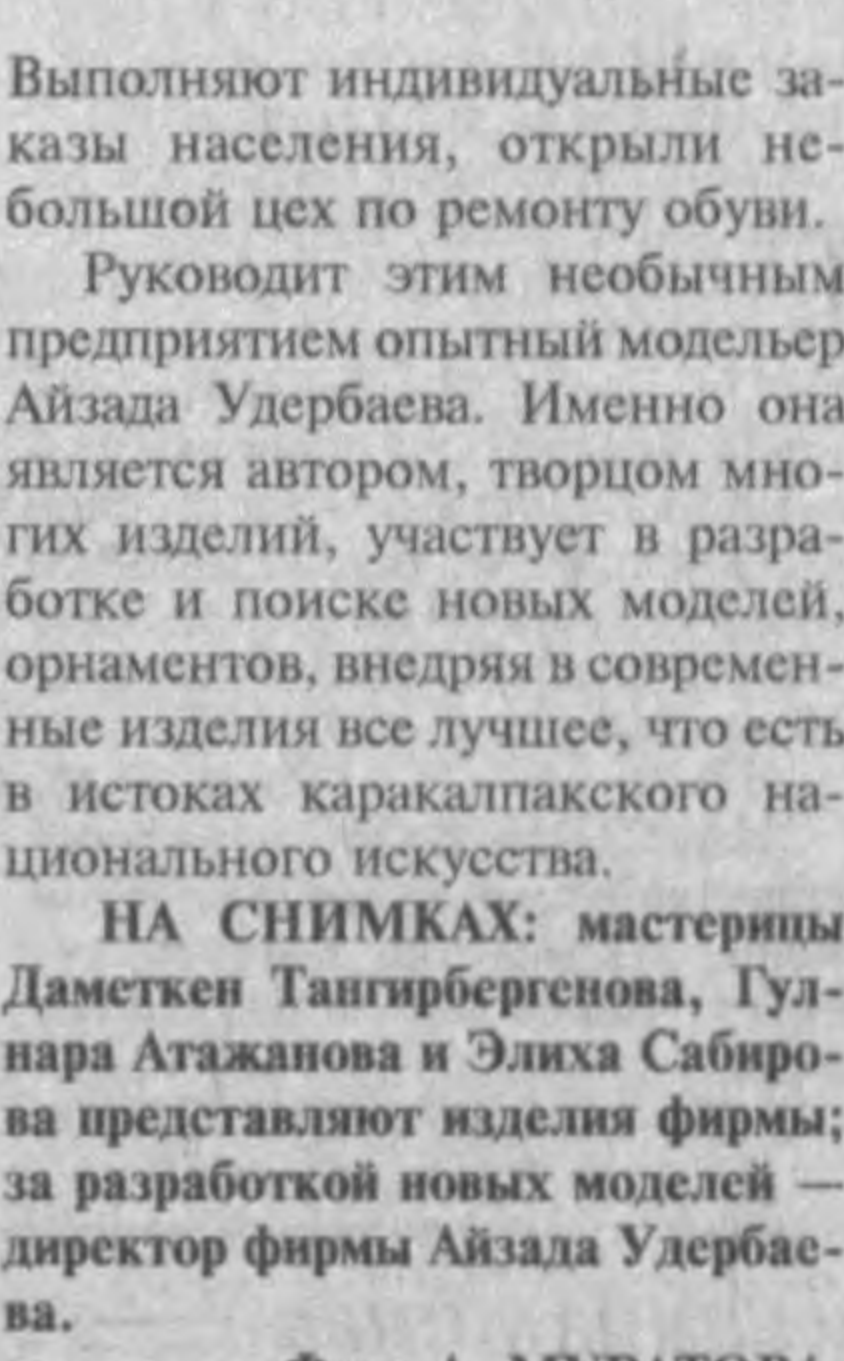 Выполняют индивидуальные за-
казы населения, открыли не-
большой цех по ремонту обуви.
Руководит этим необычным
предприятием опытный модельер
Айзада Удербаева. Именно она
является автором, творцом мно-
гих изделий, участвует в разра-
ботке и поиске новых моделей,
орнаментов, внедряя в современ-
ные изделия все лучшее, что есть
в истоках каракалпакского на-
ционального искусства.
НА СНИМКАХ: мастерицы
Даметкен Тангирбергенова, Гул-
нара Атажанова и Элиха Сабиро-
ва представляют изделия фирмы;
за разработкой новых моделей —
директор фирмы Айзада Удербае-
ва.